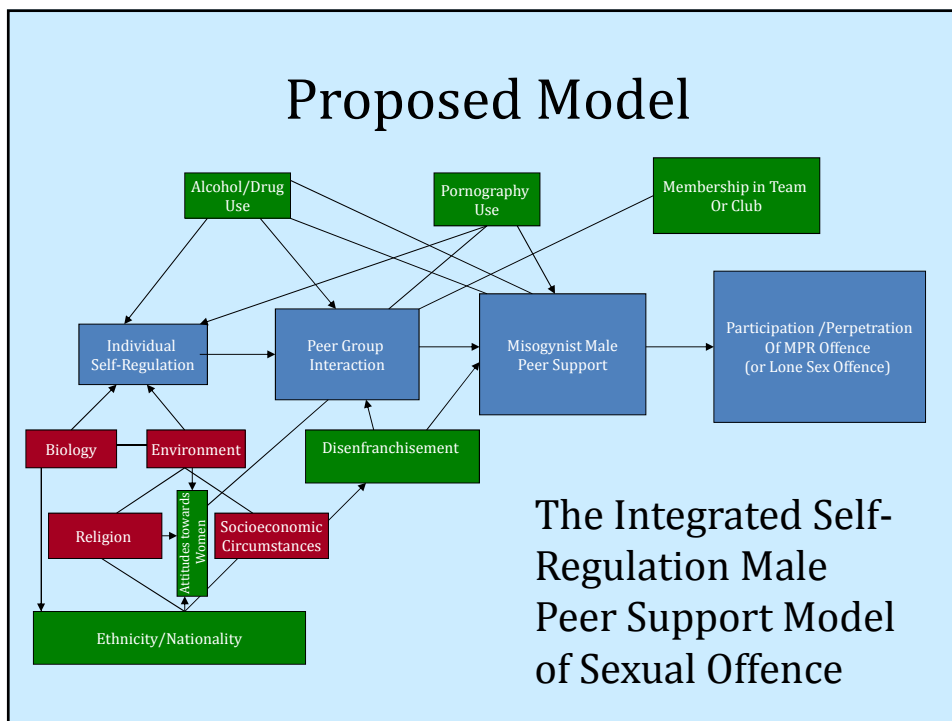 Proposed Model
Alcohol/Drug
Use
Pornography
Use
Membership in Team
Or Club
Individual
Self-Regulation
Peer Group
Interaction
Misogynist Male
Peer Support
Participation /Perpetration
Of MPR Offence
(or Lone Sex Offence)
Biology
Environment
Disenfranchisement
Religion
Attitudes towards
Women
Socioeconomic
Circumstances
Ethnicity/Nationality
The Integrated Self-
Regulation Male
Peer Support Model
of Sexual Offence